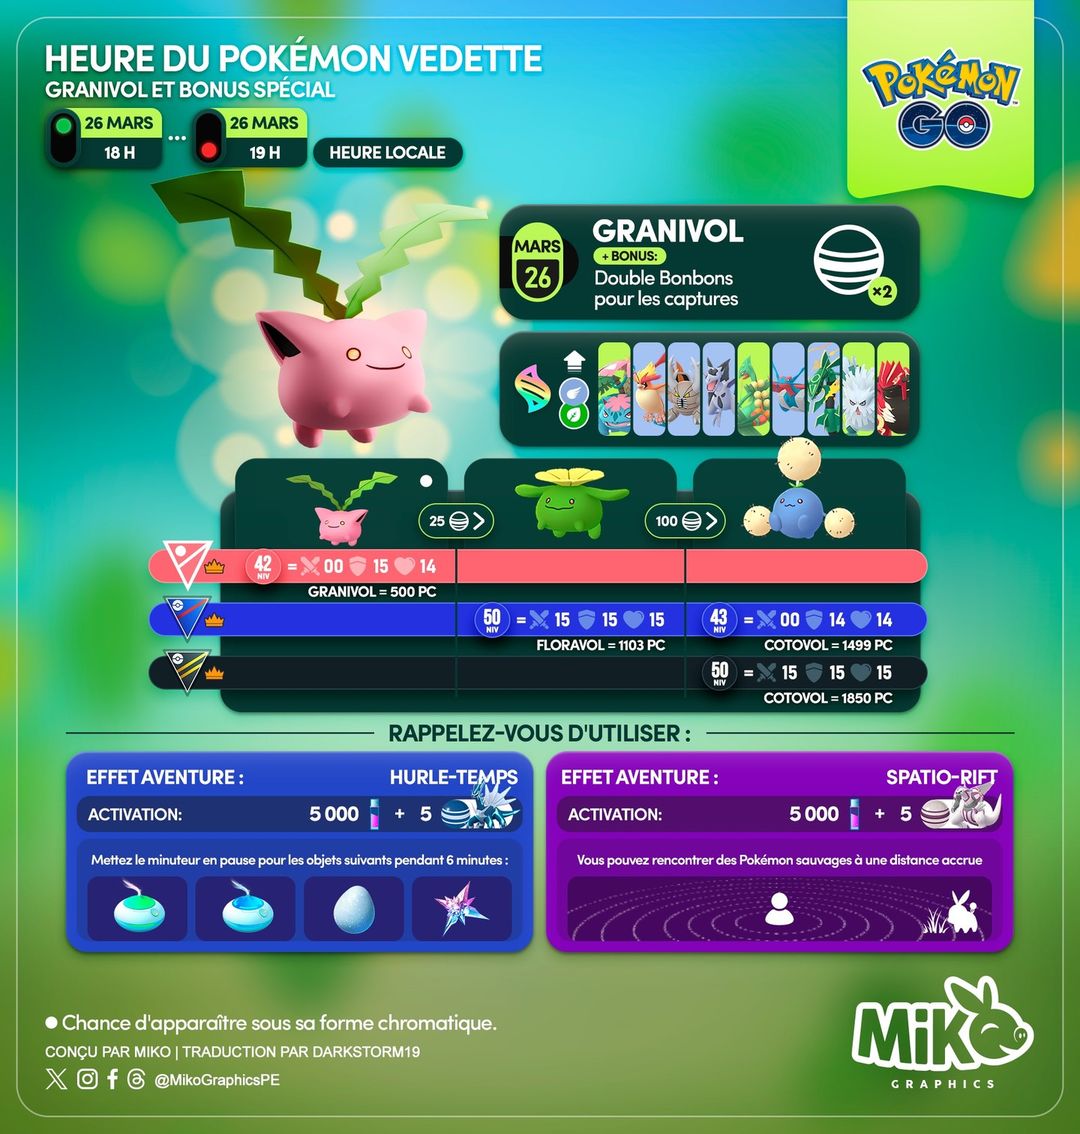 HEURE DU POKÉMON VEDETTE
GRANIVOL ET BONUS SPÉCIAL
26 MARS ... 26 MARS
18 H 19 H HEURE LOCALE
POKÉMON
GO
MARS
26
GRANIVOL
+ BONUS:
Double Bonbons
pour les captures
×2
25 100
42 NIV = 00 15 14
GRANIVOL = 500 PC
50 NIV = 15 15 15 43 NIV = 00 14 14
FLORAVOL = 1103 PC COTOVOL = 1499 PC
50 NIV = 15 15 15
COTOVOL = 1850 PC
RAPPELEZ-VOUS D'UTILISER :
EFFET AVENTURE : HURLE-TEMPS
ACTIVATION: 5 000 + 5
Mettez le minuteur en pause pour les objets suivants pendant 6 minutes :
EFFET AVENTURE : SPATIO-RIFT
ACTIVATION: 5 000 + 5
Vous pouvez rencontrer des Pokémon sauvages à une distance accrue
Chance d'apparaître sous sa forme chromatique.
CONÇU PAR MIKO | TRADUCTION PAR DARKSTORM19
@MikoGraphicsPE
MiKO
GRAPHICS